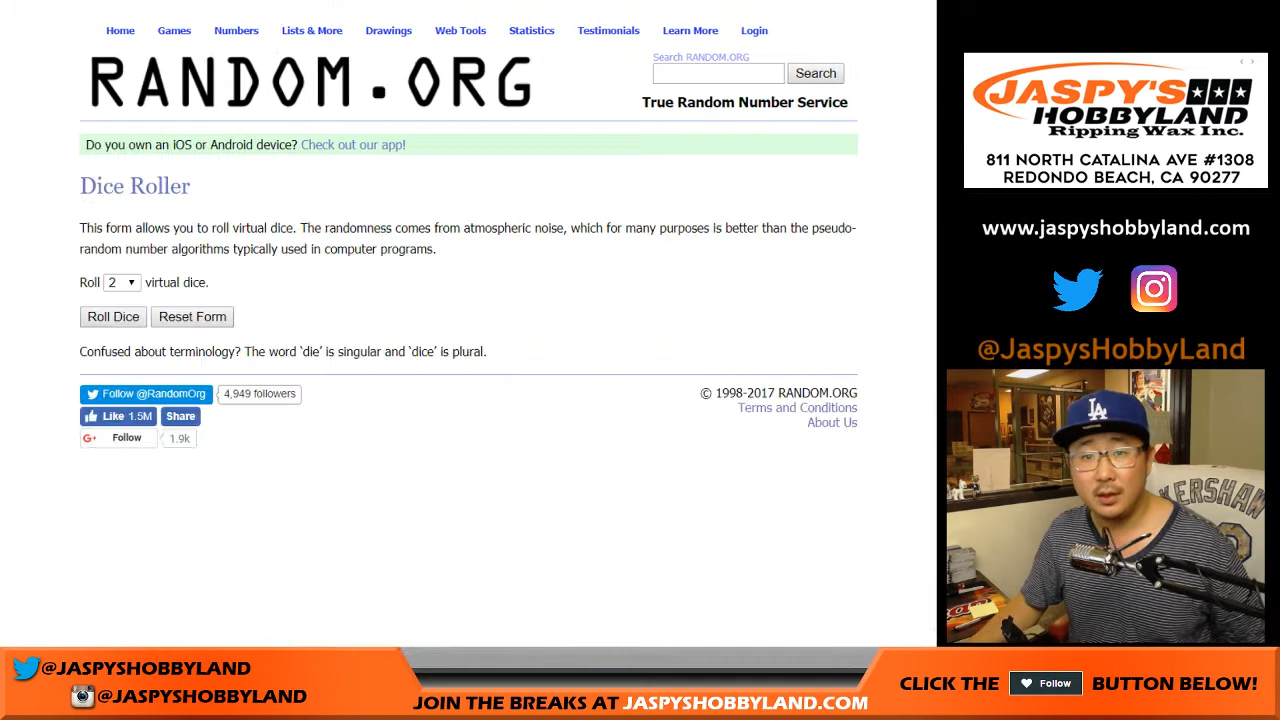 Home Games Numbers Lists & More Drawings Web Tools Statistics Testimonials Learn More Login
RANDOM.ORG
Search RANDOM.ORG
Search
True Random Number Service
Do you own an iOS or Android device? Check out our app!
Dice Roller
This form allows you to roll virtual dice. The randomness comes from atmospheric noise, which for many purposes is better than the pseudo-
random number algorithms typically used in computer programs.
Roll 2 virtual dice.
Roll Dice Reset Form
Confused about terminology? The word ‘die’ is singular and ‘dice’ is plural.
Follow @RandomOrg 4,949 followers
Like 1.5M Share
Follow 1.9k
© 1998-2017 RANDOM.ORG
Terms and Conditions
About Us
JASPY'S
HOBBYLAND
Ripping Wax Inc.
811 NORTH CATALINA AVE #1308
REDONDO BEACH, CA 90277
www.jaspyshobbyland.com
@JaspysHobbyLand
LA
KERSHAW
@JASPYSHOBBYLAND
@JASPYSHOBBYLAND
JOIN THE BREAKS AT JASPYSHOBBYLAND.COM
CLICK THE Follow BUTTON BELOW!